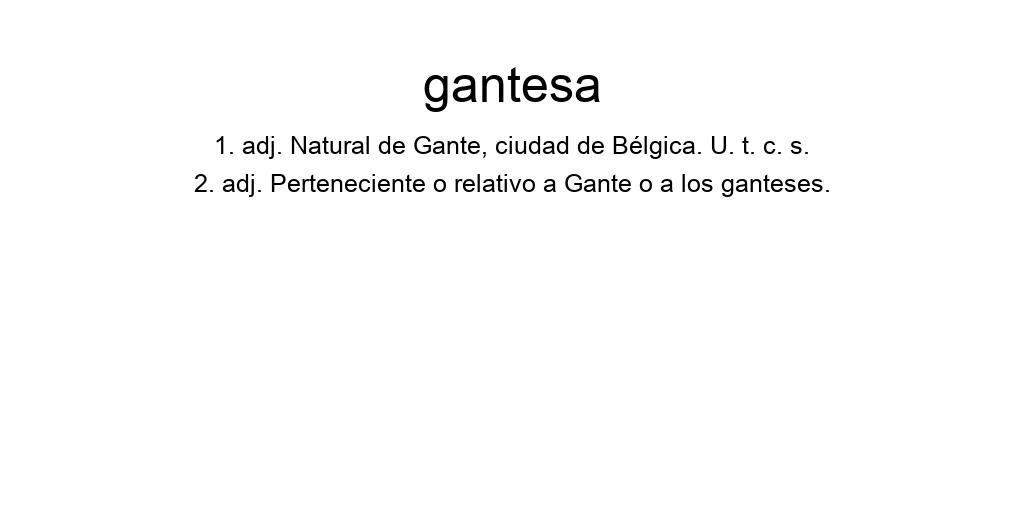 gantesa
1. adj. Natural de Gante, ciudad de Bélgica. U. t. c. s.
2. adj. Perteneciente o relativo a Gante o a los ganteses.